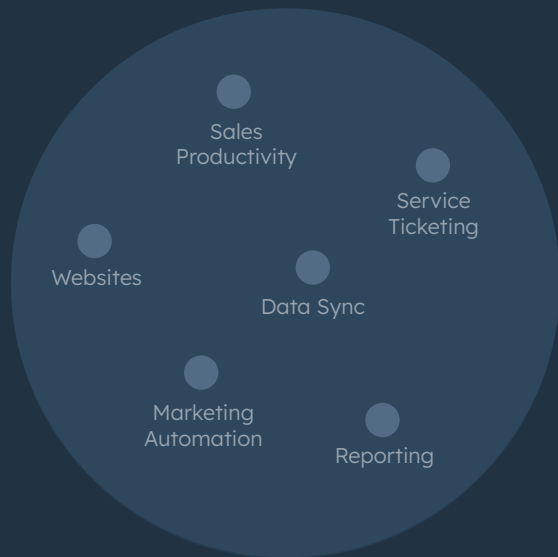 Sales
Productivity
Service
Ticketing
Websites
Data Sync
Marketing
Automation
Reporting